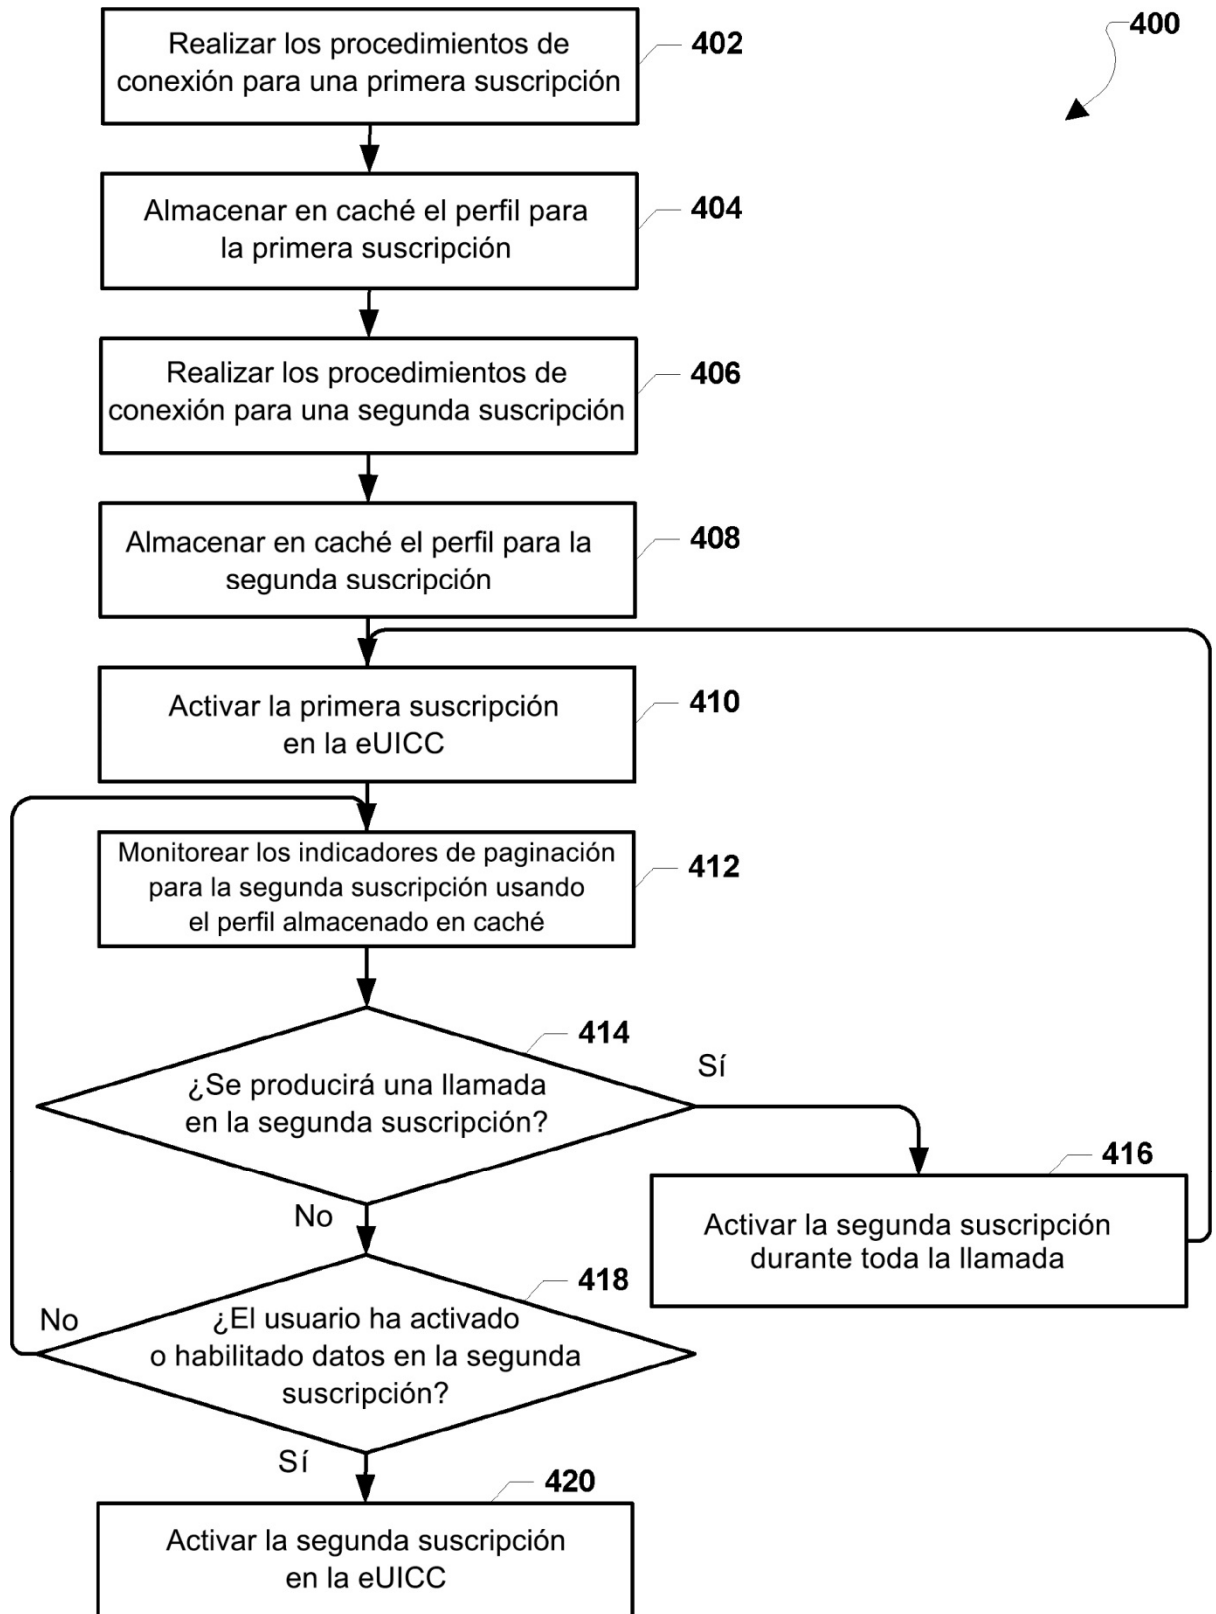 400
Realizar los procedimientos de
conexión para una primera suscripción
402
Almacenar en caché el perfil para
la primera suscripción
404
Realizar los procedimientos de
conexión para una segunda suscripción
406
Almacenar en caché el perfil para la
segunda suscripción
408
Activar la primera suscripción
en la eUICC
410
Monitorear los indicadores de paginación
para la segunda suscripción usando
el perfil almacenado en caché
412
414
¿Se producirá una llamada
en la segunda suscripción?
Sí
No
416
Activar la segunda suscripción
durante toda la llamada
418
¿El usuario ha activado
o habilitado datos en la segunda
suscripción?
No
Sí
420
Activar la segunda suscripción
en la eUICC